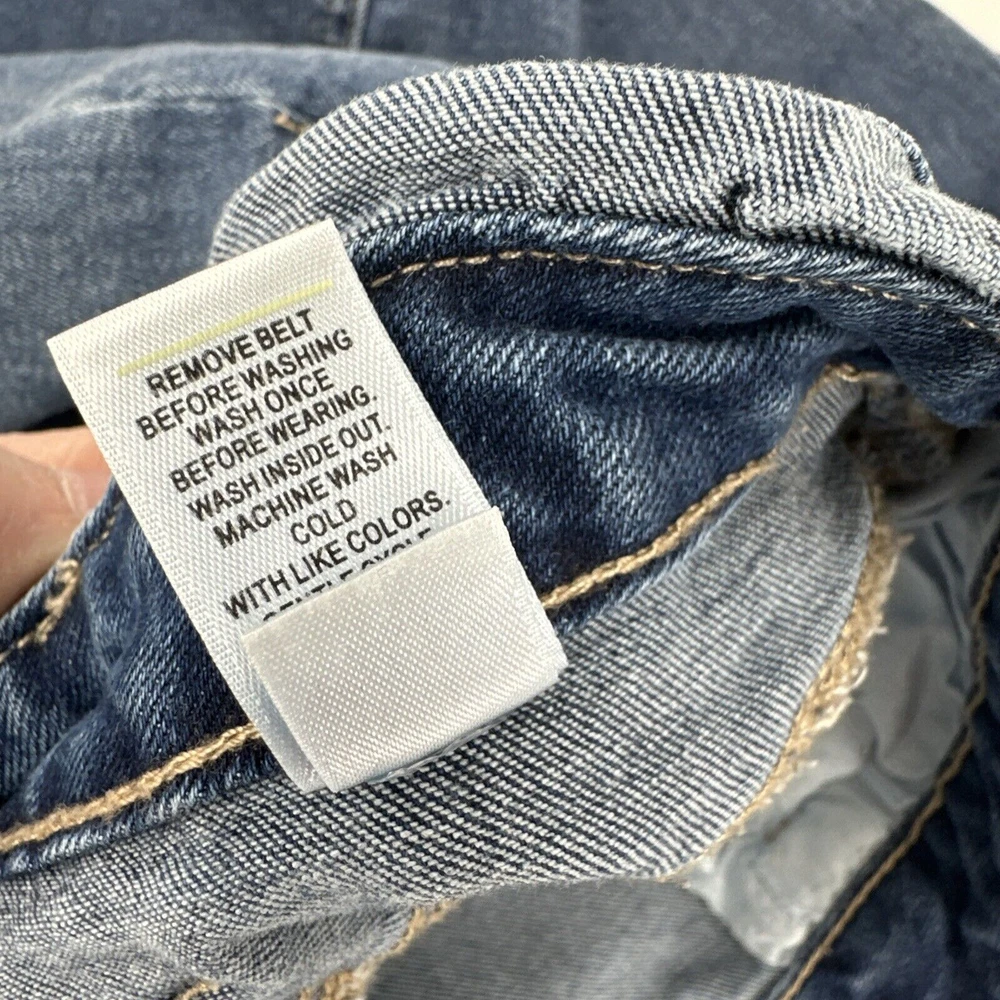 REMOVE BELT
BEFORE WASHING
WASH ONCE
BEFORE WEARING.
WASH INSIDE OUT.
MACHINE WASH
COLD
WITH LIKE COLORS.